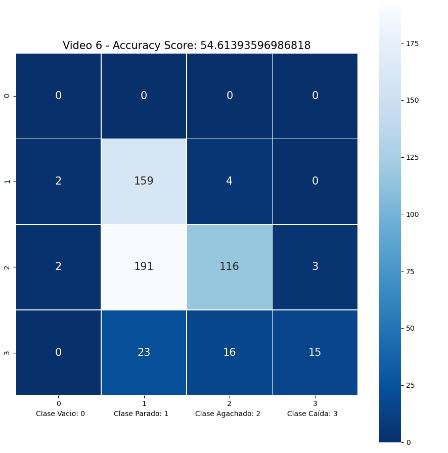 Video 6 - Accuracy Score: 54.61393596986818
0 0 0 0 0
1 2 159 4 0
2 2 191 116 3
3 0 23 16 15
0 1 2 3
Clase Vacio: 0 Clase Parado: 1 Clase Agachado: 2 Clase Caída: 3
175
150
125
100
75
50
25
0